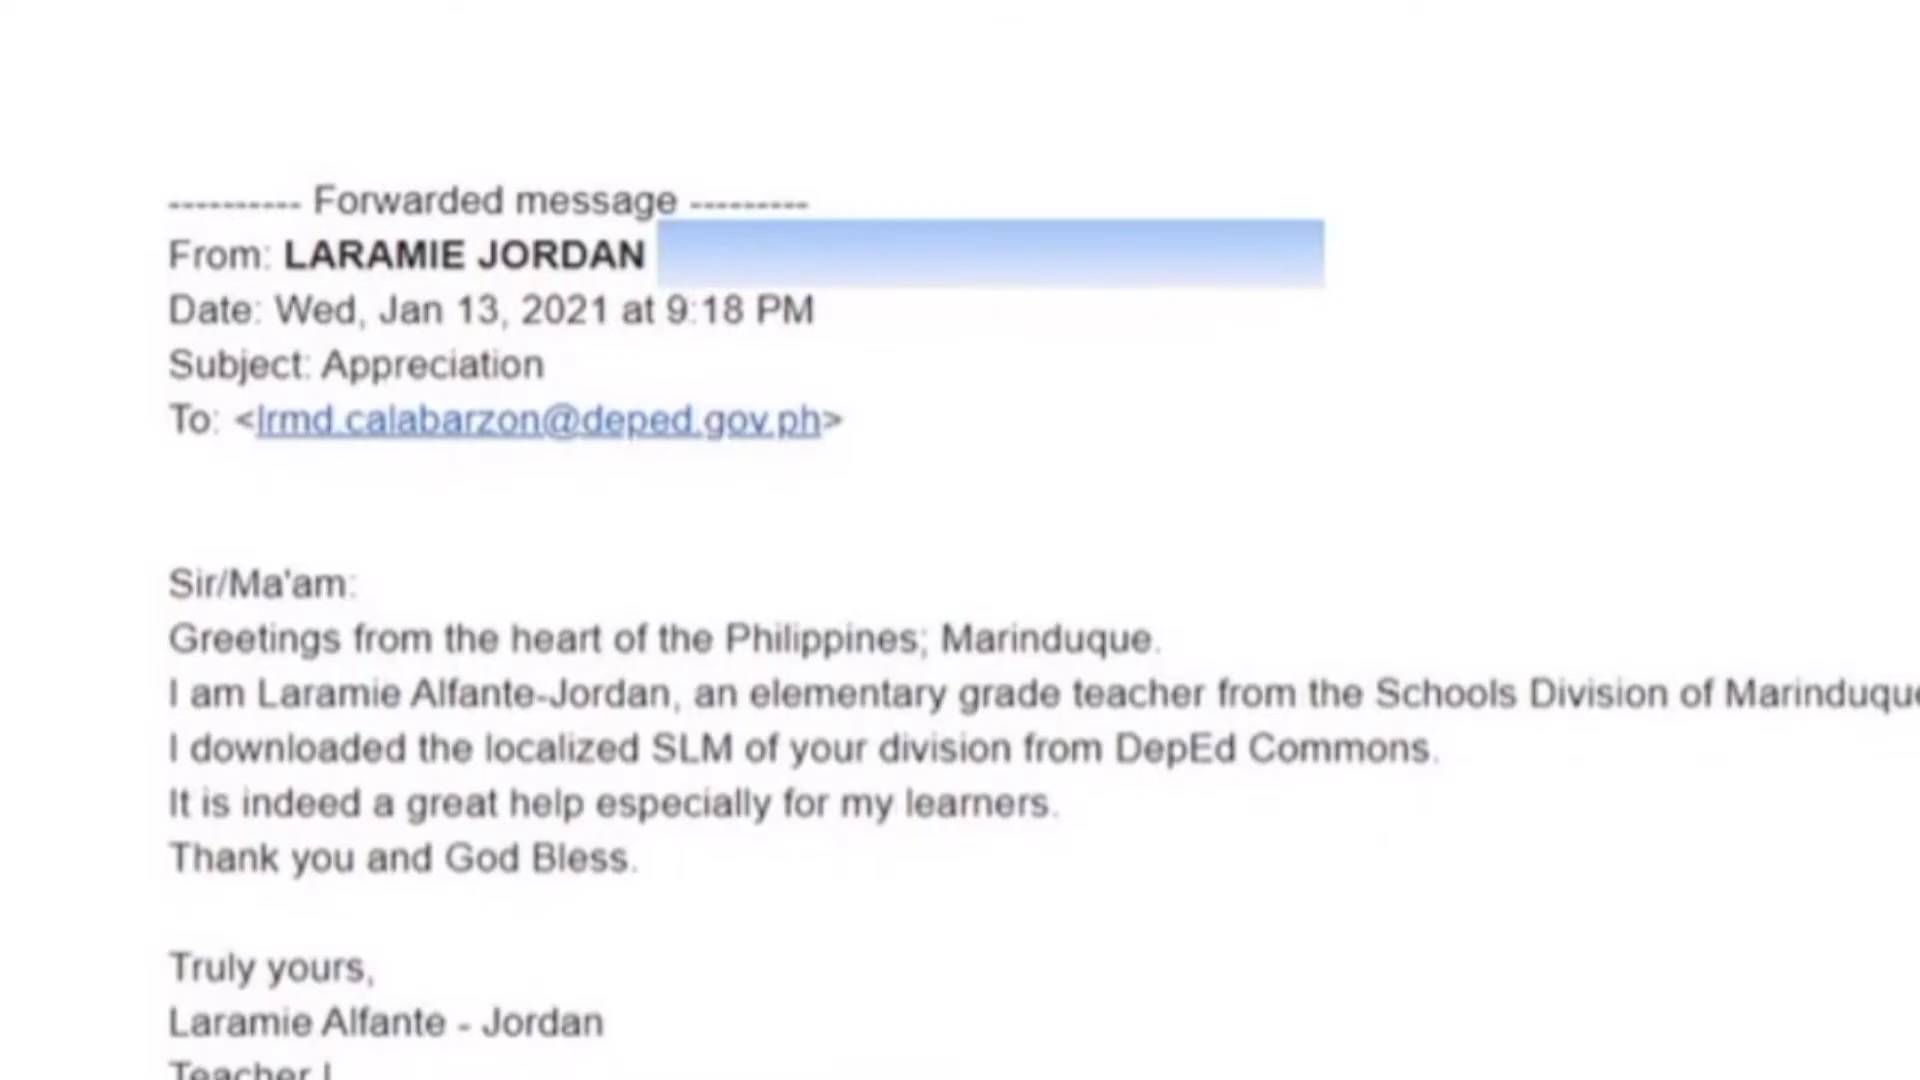 ---------- Forwarded message ---------
From: LARAMIE JORDAN
Date: Wed, Jan 13, 2021 at 9:18 PM
Subject: Appreciation
To: <lrmd.calabarzon@deped.gov.ph>
Sir/Ma'am:
Greetings from the heart of the Philippines; Marinduque.
I am Laramie Alfante-Jordan, an elementary grade teacher from the Schools Division of Marinduque
I downloaded the localized SLM of your division from DepEd Commons.
It is indeed a great help especially for my learners.
Thank you and God Bless.
Truly yours,
Laramie Alfante - Jordan
Teacher I